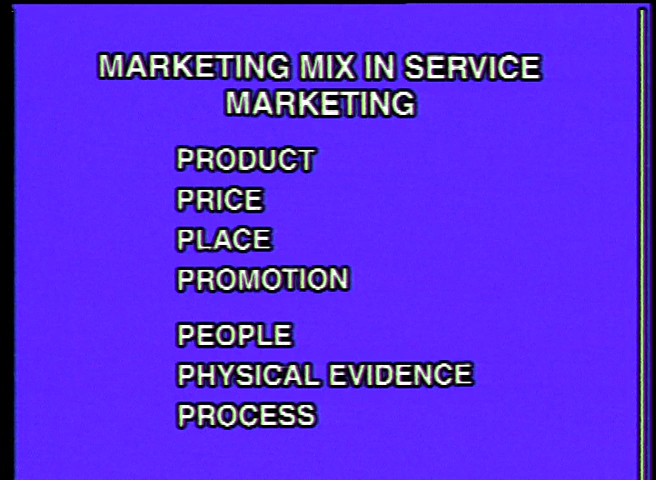 MARKETING MIX IN SERVICE
MARKETING
PRODUCT
PRICE
PLACE
PROMOTION
PEOPLE
PHYSICAL EVIDENCE
PROCESS